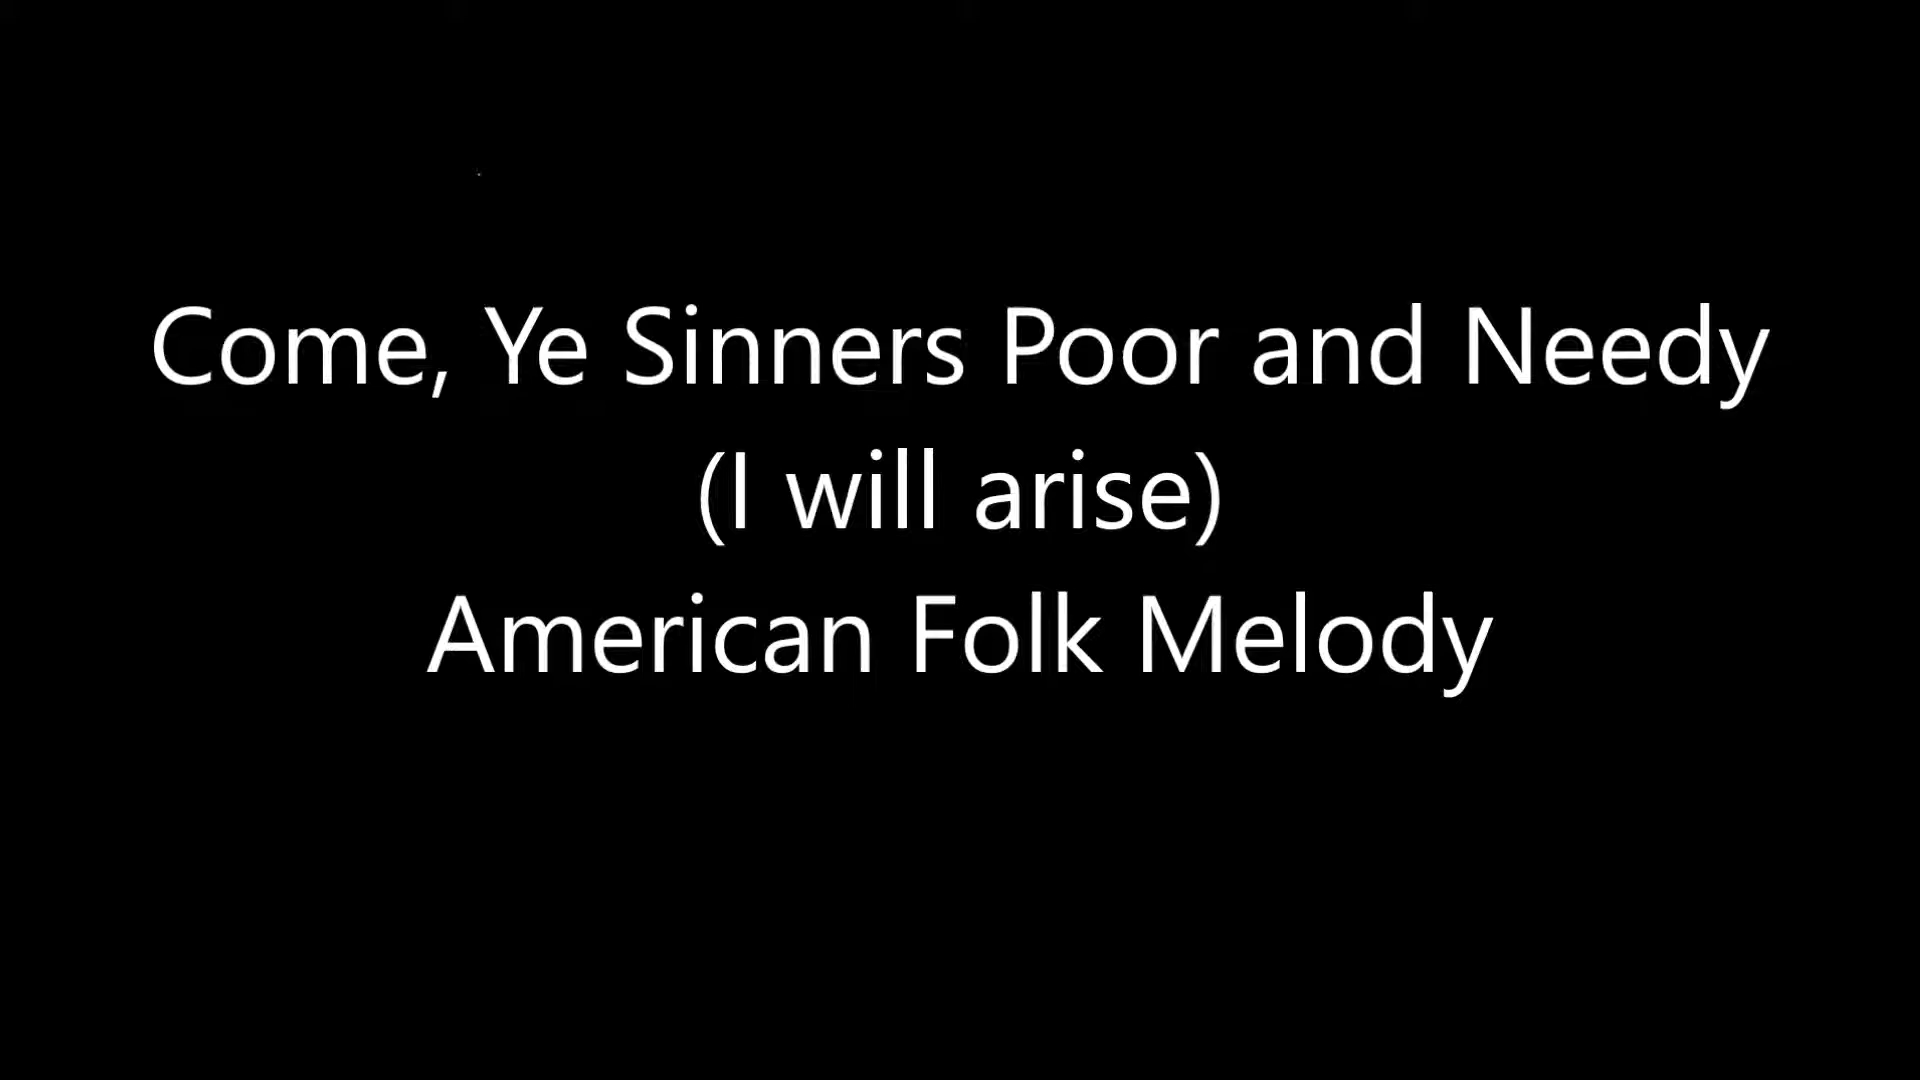 Come, Ye Sinners Poor and Needy
(I will arise)
American Folk Melody